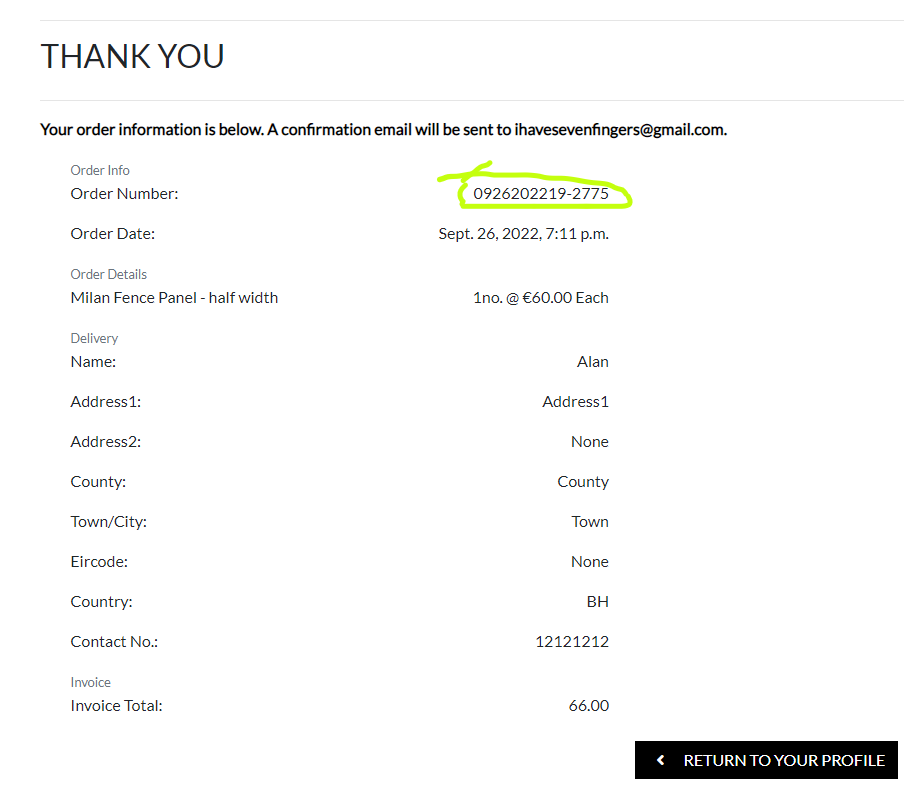 THANK YOU
Your order information is below. A confirmation email will be sent to ihavesevenfingers@gmail.com.
Order Info
Order Number: 0926202219-2775
Order Date: Sept. 26, 2022, 7:11 p.m.
Order Details
Milan Fence Panel - half width 1no. @ €60.00 Each
Delivery
Name: Alan
Address1: Address1
Address2: None
County: County
Town/City: Town
Eircode: None
Country: BH
Contact No.: 12121212
Invoice
Invoice Total: 66.00
RETURN TO YOUR PROFILE